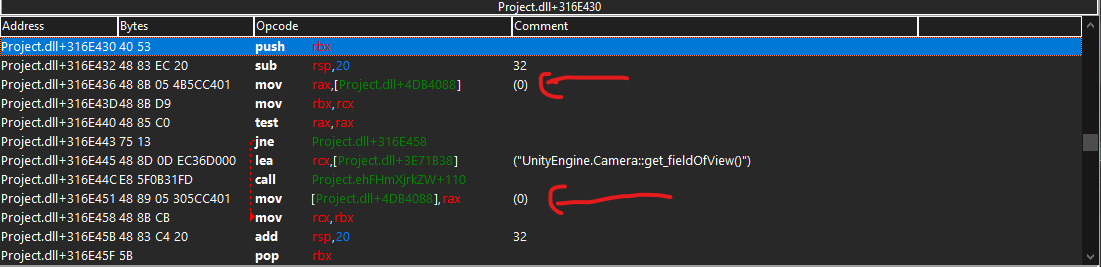 Project.dll+316E430
Address Bytes Opcode Comment
Project.dll+316E430 40 53 push rbx
Project.dll+316E432 48 83 EC 20 sub rsp,20 32
Project.dll+316E436 48 8B 05 4B5CC401 mov rax,[Project.dll+4DB4088] (0)
Project.dll+316E43D 48 8B D9 mov rbx,rcx
Project.dll+316E440 48 85 C0 test rax,rax
Project.dll+316E443 75 13 jne Project.dll+316E458
Project.dll+316E445 48 8D 0D EC36D000 lea rcx,[Project.dll+3E71B38] ("UnityEngine.Camera::get_fieldOfView()")
Project.dll+316E44C E8 5F0B31FD call Project.ehFHmXjrkZW+110
Project.dll+316E451 48 89 05 305CC401 mov [Project.dll+4DB4088],rax (0)
Project.dll+316E458 48 8B CB mov rcx,rbx
Project.dll+316E45B 48 83 C4 20 add rsp,20 32
Project.dll+316E45F 5B pop rbx